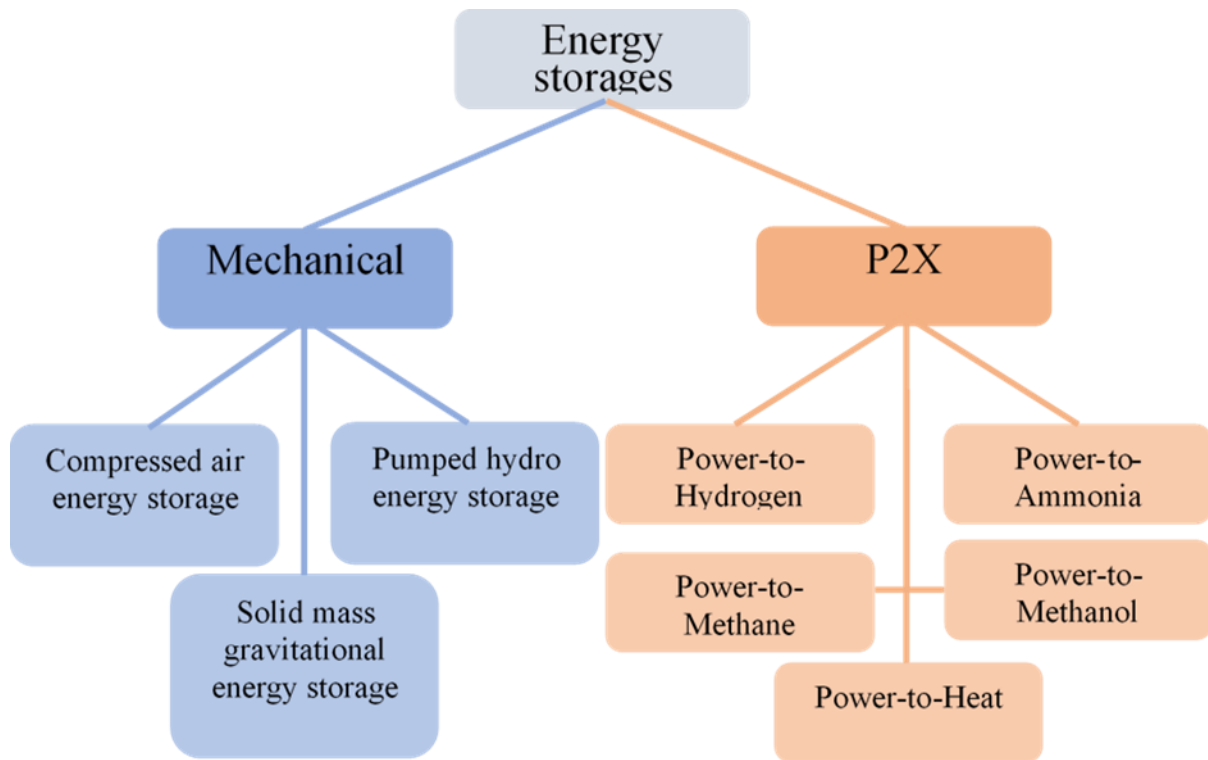 Energy
storages
Mechanical
P2X
Compressed air
energy storage
Pumped hydro
energy storage
Solid mass
gravitational
energy storage
Power-to-
Hydrogen
Power-to-
Ammonia
Power-to-
Methane
Power-to-
Methanol
Power-to-Heat